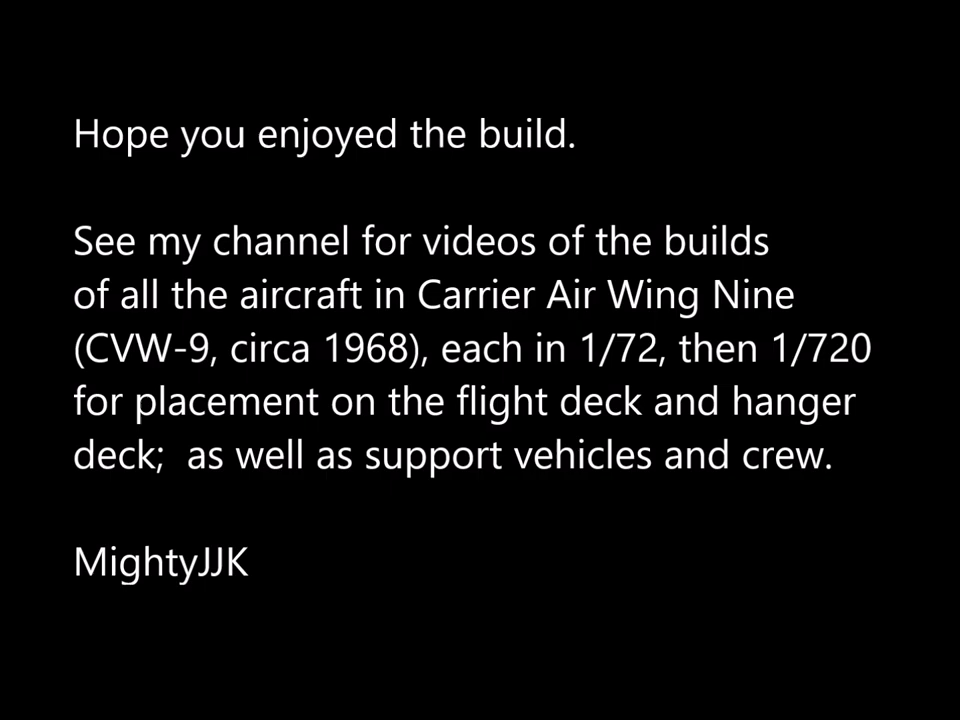 Hope you enjoyed the build.
See my channel for videos of the builds
of all the aircraft in Carrier Air Wing Nine
(CVW-9, circa 1968), each in 1/72, then 1/720
for placement on the flight deck and hanger
deck;  as well as support vehicles and crew.
MightyJJK